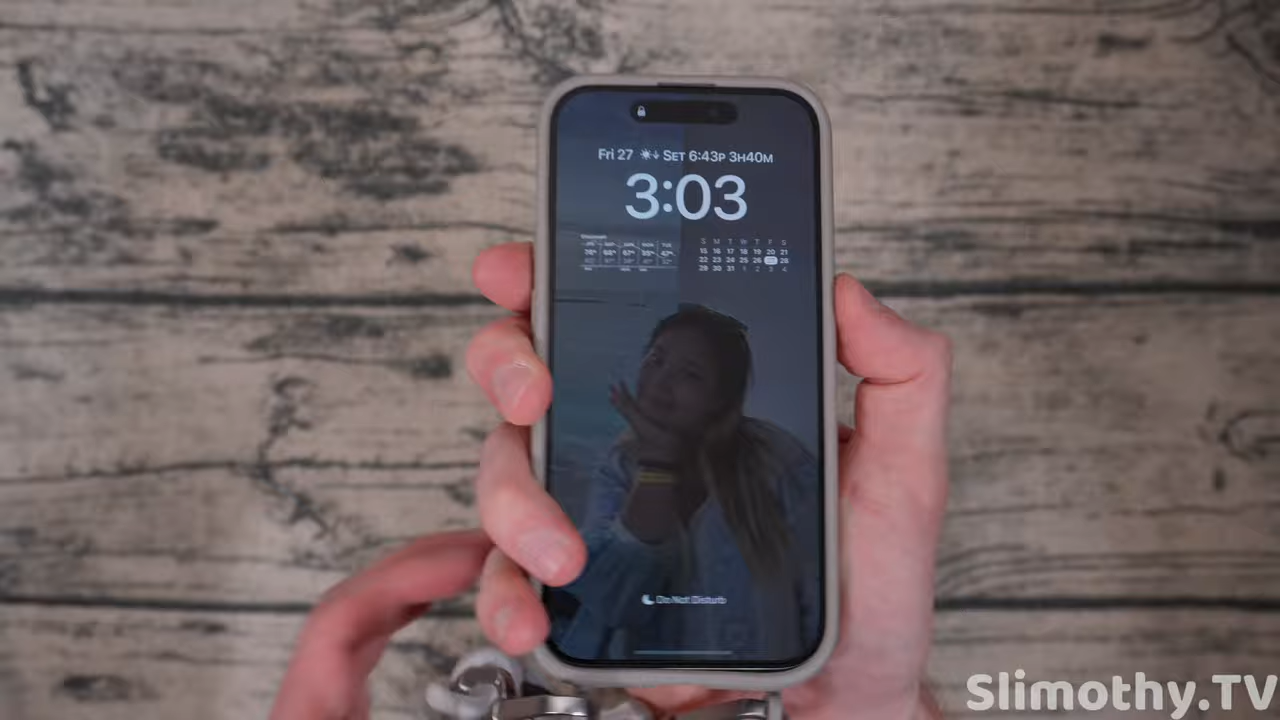 Fri 27 SET 6:43P 3H40M
3:03
S M T W T F S
15 16 17 18 19 20 21
22 23 24 25 26 28
29 30 31 1 2 3 4
Do Not Disturb
Slimothy.TV